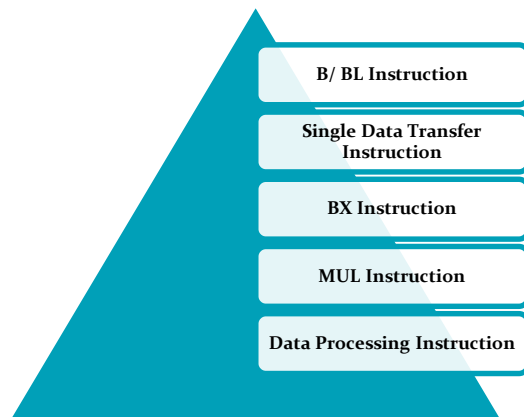 B/ BL Instruction
Single Data Transfer
Instruction
BX Instruction
MUL Instruction
Data Processing Instruction